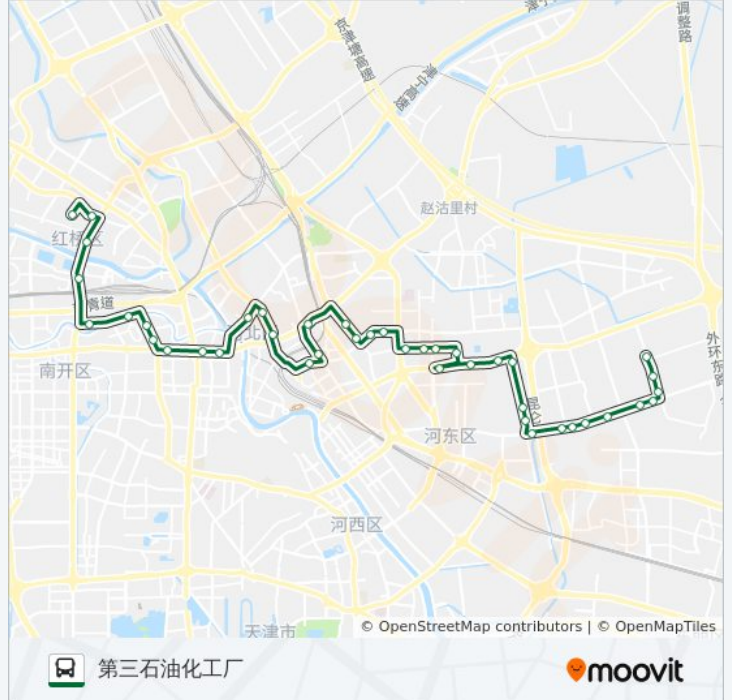 京津塘高速
津宁高速
调整路
赵沽里村
红桥区
道
外环东路
南开区
河东区
河西区
天津市
© OpenStreetMap contributors | © OpenMapTiles
第三石油化工厂
moovit